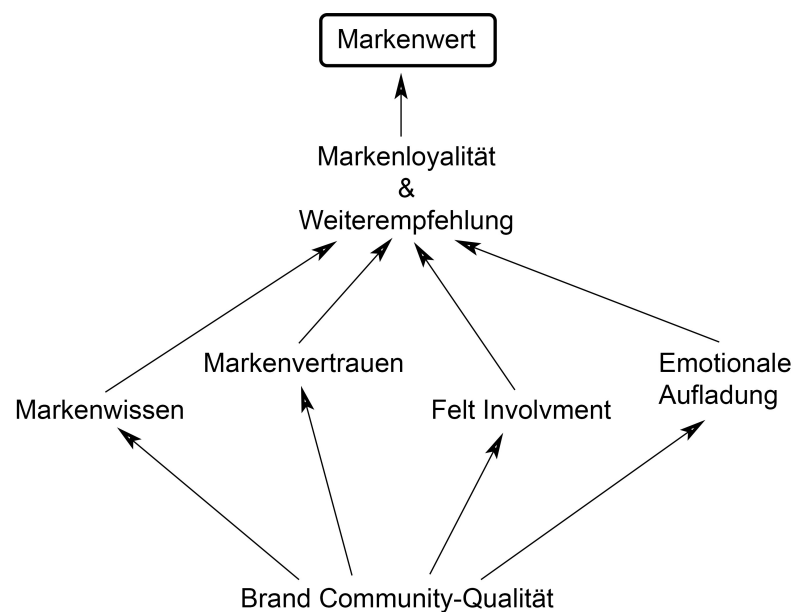 Markenwert
Markenloyalität
&
Weiterempfehlung
Markenvertrauen
Emotionale
Aufladung
Markenwissen
Felt Involvment
Brand Community-Qualität